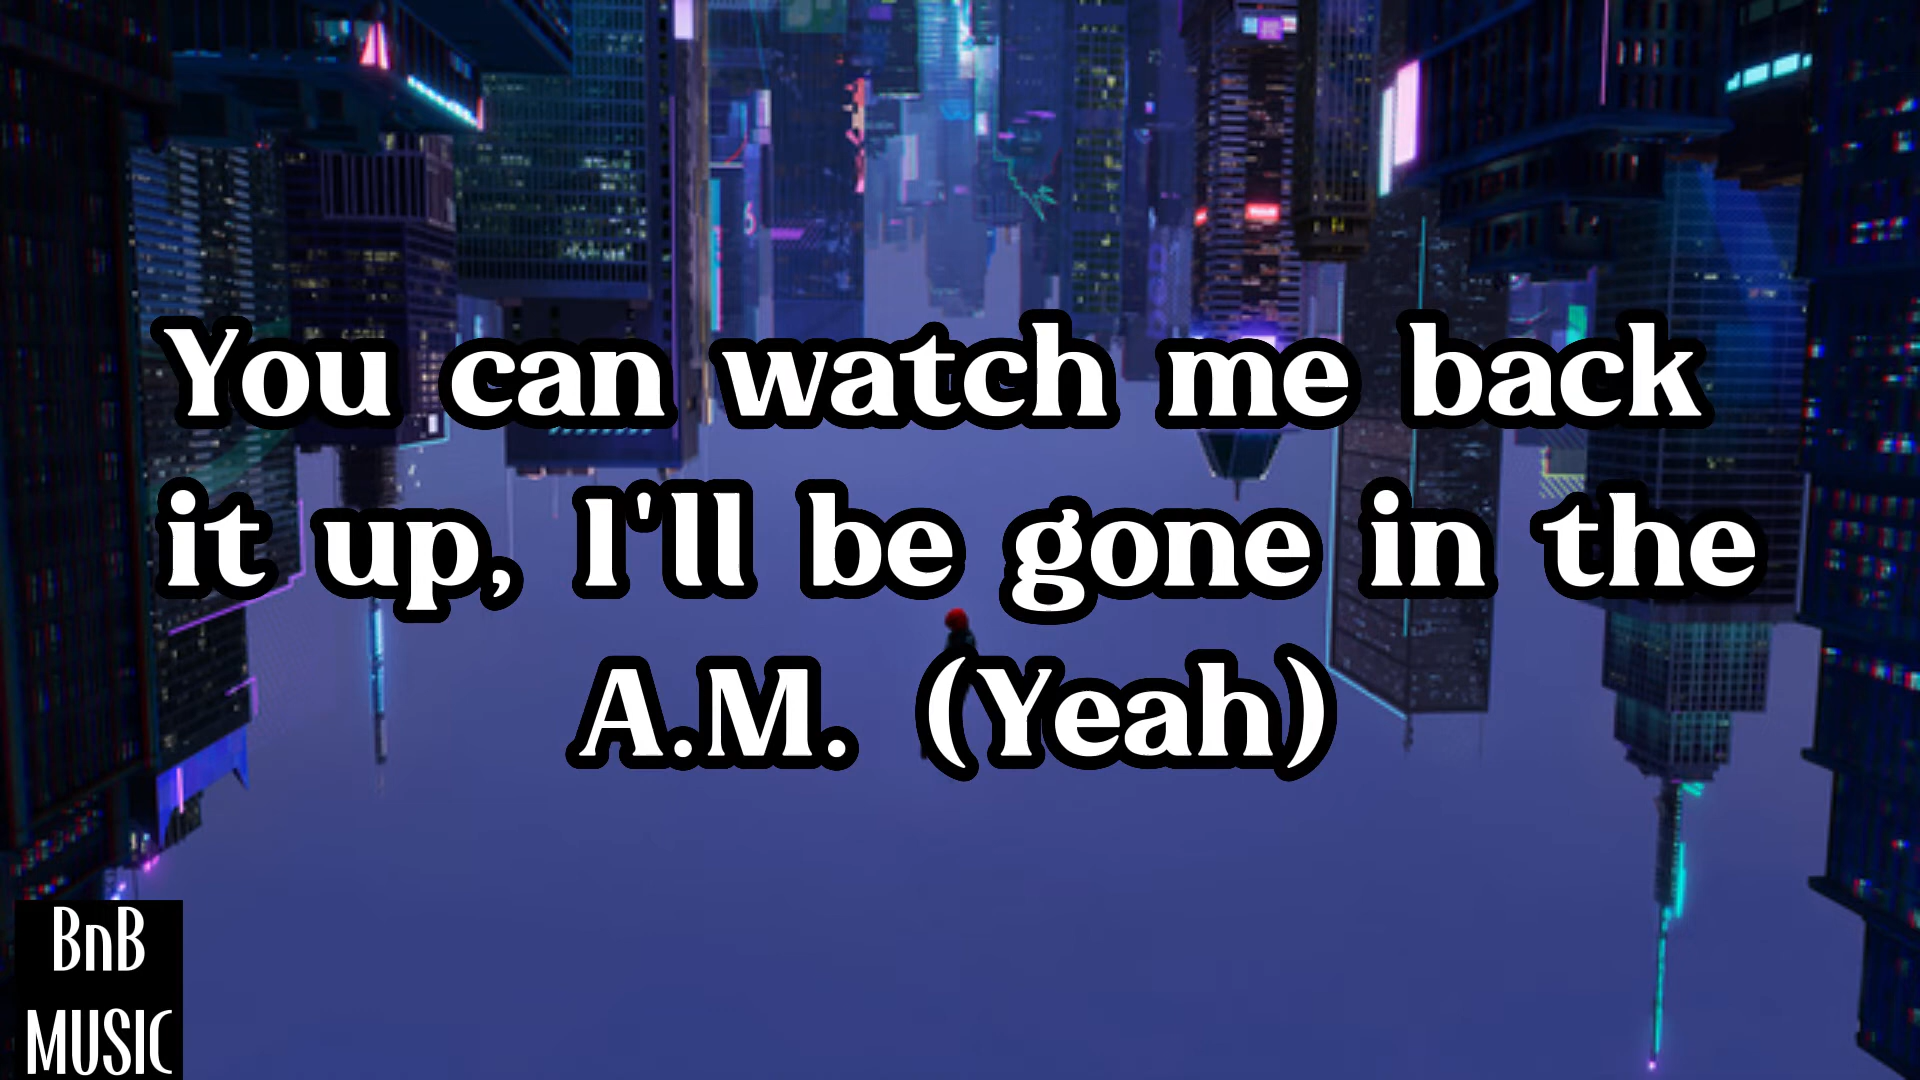 You can watch me back
it up, I'll be gone in the
A.M. (Yeah)
BnB
MUSIC